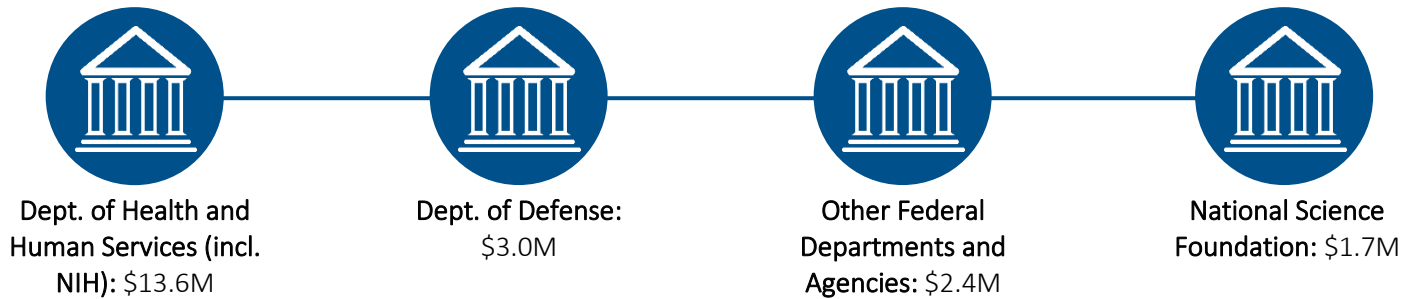 Dept. of Health and
Human Services (incl.
NIH): $13.6M
Dept. of Defense:
$3.0M
Other Federal
Departments and
Agencies: $2.4M
National Science
Foundation: $1.7M